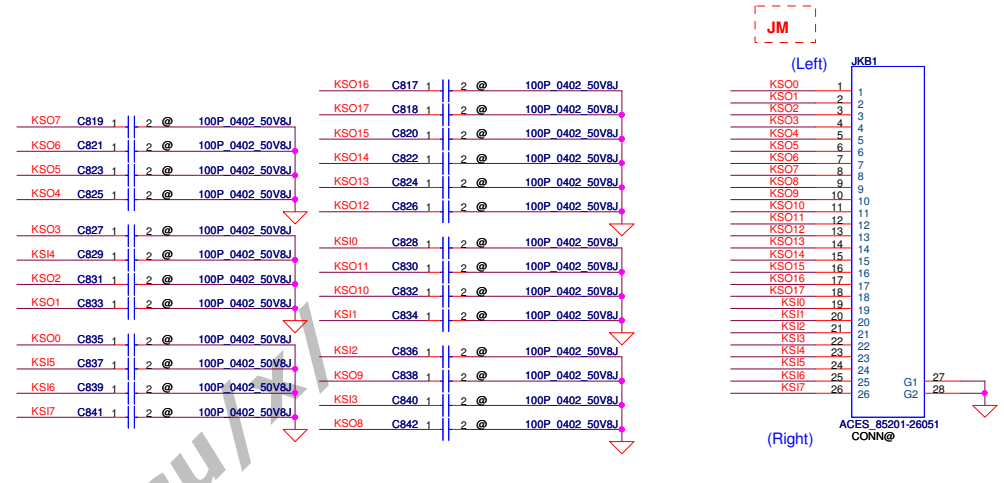 JM
(Left)
JKB1
KSO7 C819 1 2 @ 100P_0402_50V8J
KSO6 C821 1 2 @ 100P_0402_50V8J
KSO5 C823 1 2 @ 100P_0402_50V8J
KSO4 C825 1 2 @ 100P_0402_50V8J
KSO3 C827 1 2 @ 100P_0402_50V8J
KSI4 C829 1 2 @ 100P_0402_50V8J
KSO2 C831 1 2 @ 100P_0402_50V8J
KSO1 C833 1 2 @ 100P_0402_50V8J
KSO0 C835 1 2 @ 100P_0402_50V8J
KSI5 C837 1 2 @ 100P_0402_50V8J
KSI6 C839 1 2 @ 100P_0402_50V8J
KSI7 C841 1 2 @ 100P_0402_50V8J
KSO16 C817 1 2 @ 100P_0402_50V8J
KSO17 C818 1 2 @ 100P_0402_50V8J
KSO15 C820 1 2 @ 100P_0402_50V8J
KSO14 C822 1 2 @ 100P_0402_50V8J
KSO13 C824 1 2 @ 100P_0402_50V8J
KSO12 C826 1 2 @ 100P_0402_50V8J
KSI0 C828 1 2 @ 100P_0402_50V8J
KSO11 C830 1 2 @ 100P_0402_50V8J
KSO10 C832 1 2 @ 100P_0402_50V8J
KSI1 C834 1 2 @ 100P_0402_50V8J
KSI2 C836 1 2 @ 100P_0402_50V8J
KSO9 C838 1 2 @ 100P_0402_50V8J
KSI3 C840 1 2 @ 100P_0402_50V8J
KSO8 C842 1 2 @ 100P_0402_50V8J
KSO0 1 1
KSO1 2 2
KSO2 3 3
KSO3 4 4
KSO4 5 5
KSO5 6 6
KSO6 7 7
KSO7 8 8
KSO8 9 9
KSO9 10 10
KSO10 11 11
KSO11 12 12
KSO12 13 13
KSO13 14 14
KSO14 15 15
KSO15 16 16
KSO16 17 17
KSO17 18 18
KSI0 19 19
KSI1 20 20
KSI2 21 21
KSI3 22 22
KSI4 23 23
KSI5 24 24
KSI6 25 25 G1 27
KSI7 26 26 G2 28
ACES_85201-26051
CONN@
(Right)
u/x/